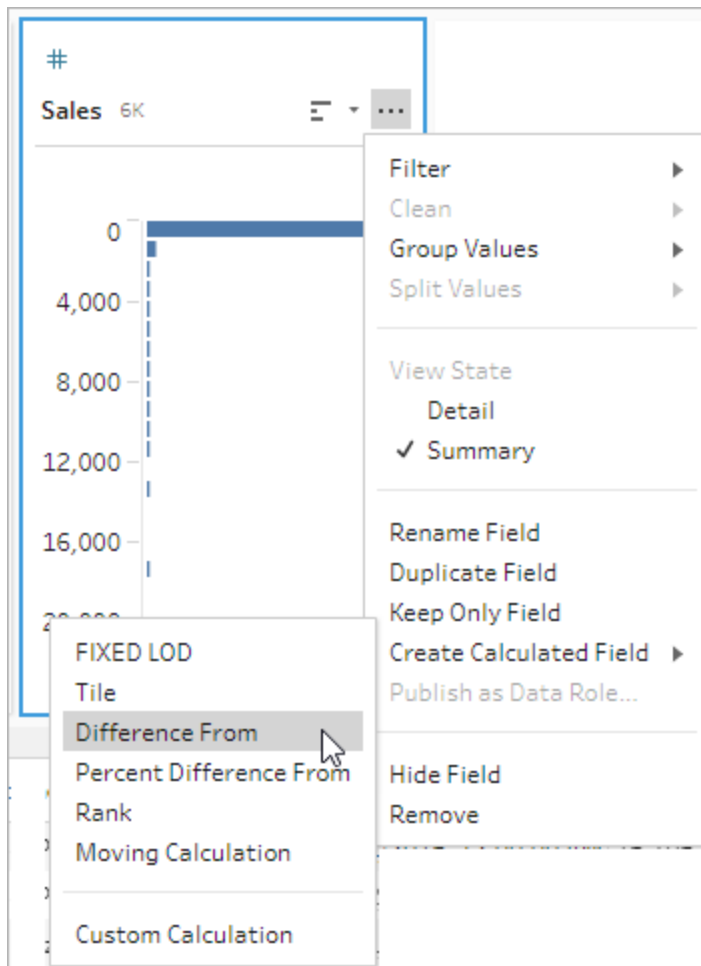 #
Sales 6K
...
0
4,000
8,000
12,000
16,000
Filter
Clean
Group Values
Split Values
View State
Detail
✓ Summary
Rename Field
Duplicate Field
Keep Only Field
Create Calculated Field
Publish as Data Role...
Hide Field
Remove
FIXED LOD
Tile
Difference From
Percent Difference From
Rank
Moving Calculation
Custom Calculation